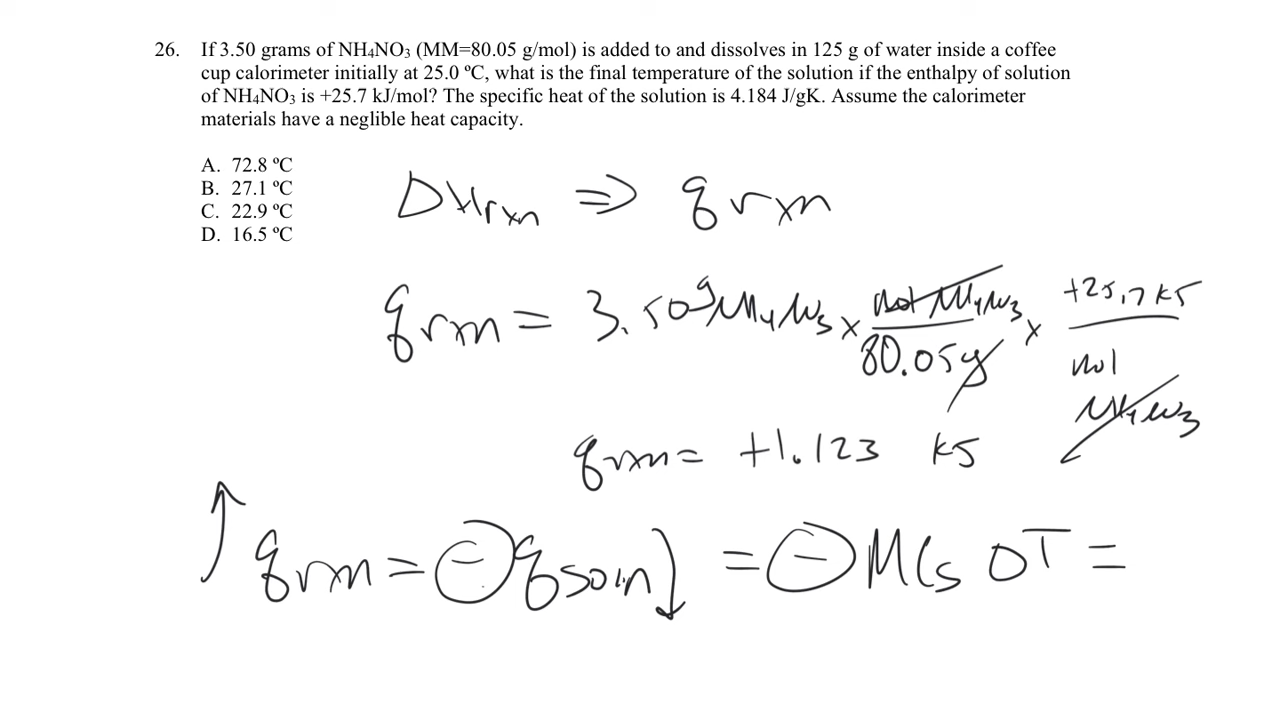 26. If 3.50 grams of NH₄NO₃ (MM=80.05 g/mol) is added to and dissolves in 125 g of water inside a coffee
cup calorimeter initially at 25.0 ºC, what is the final temperature of the solution if the enthalpy of solution
of NH₄NO₃ is +25.7 kJ/mol? The specific heat of the solution is 4.184 J/gK. Assume the calorimeter
materials have a neglible heat capacity.
A. 72.8 ºC
B. 27.1 ºC
C. 22.9 ºC
D. 16.5 ºC
ΔHrxn ⇒ qrxn
qrxn = 3.50 g NH₄NO₃ × mol NH₄NO₃ / 80.05 g × +25.7 kJ / mol NH₄NO₃
qrxn = +1.123 kJ
↑ qrxn = ⊖ qsoln ↓ = ⊖ MCs ΔT =